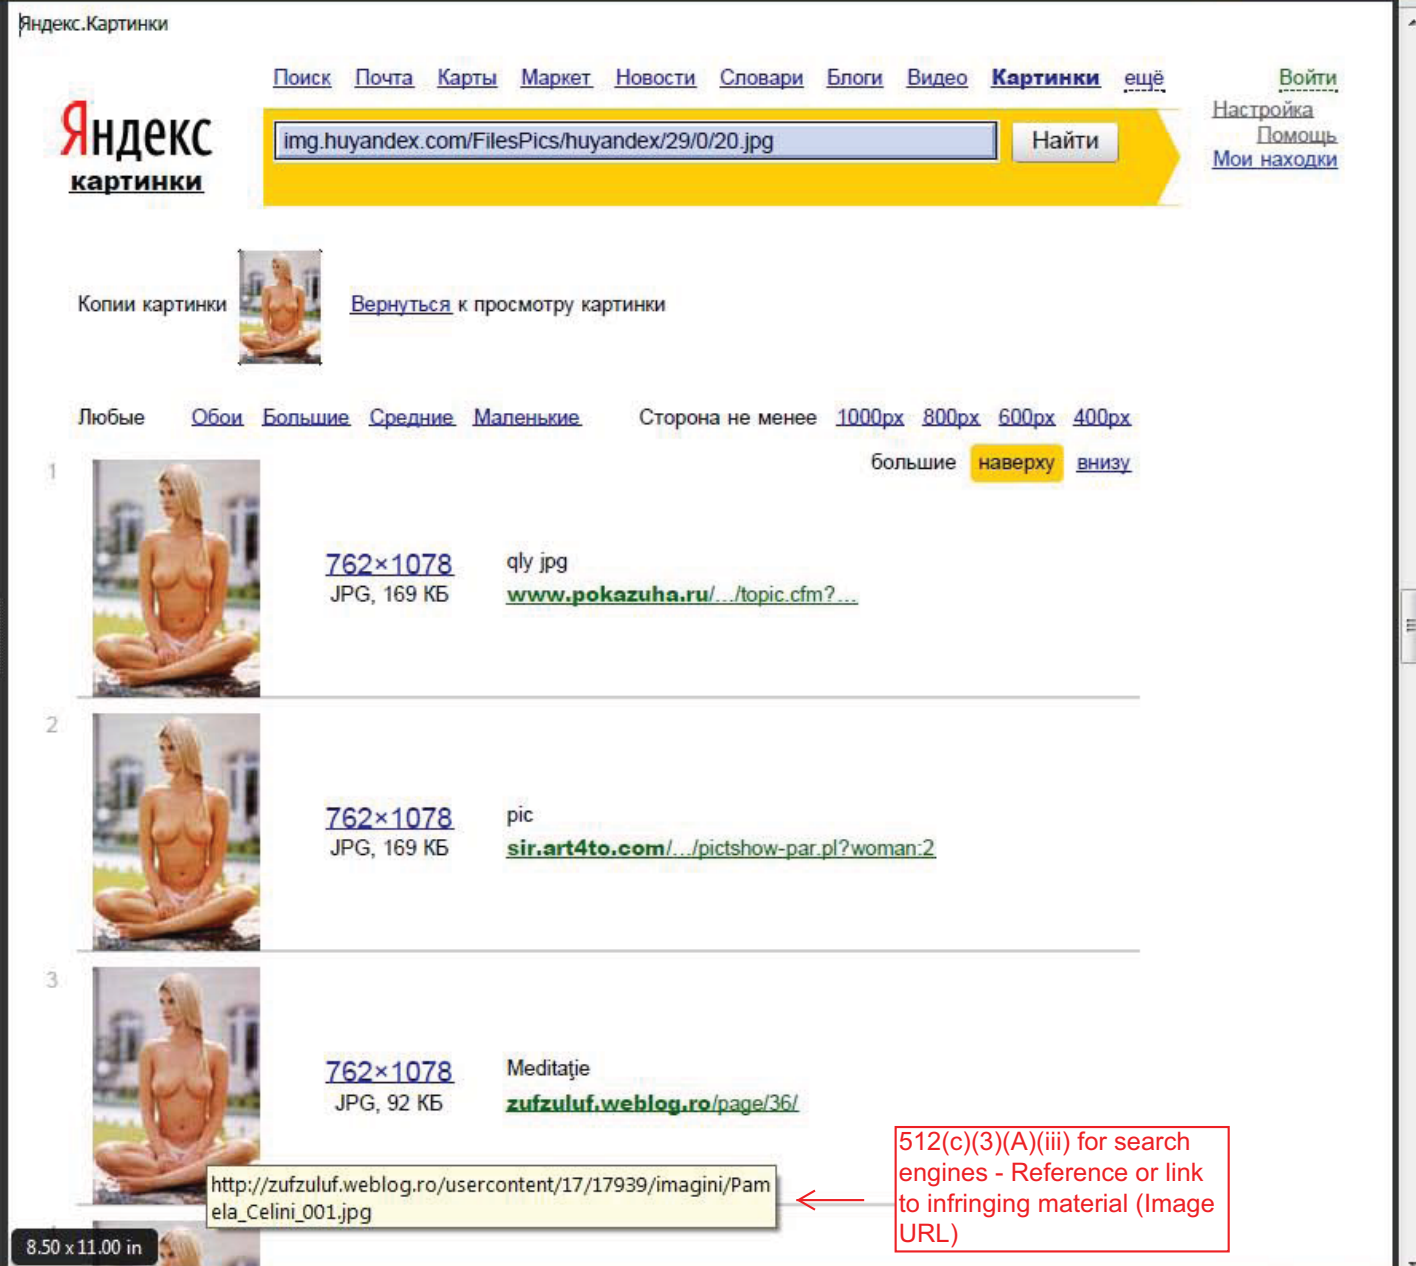 Яндекс.Картинки
Поиск Почта Карты Маркет Новости Словари Блоги Видео Картинки ещё Войти
Яндекс
картинки
img.huyandex.com/FilesPics/huyandex/29/0/20.jpg Найти
Настройка
Помощь
Мои находки
Копии картинки Вернуться к просмотру картинки
Любые Обои Большие Средние Маленькие Сторона не менее 1000px 800px 600px 400px
большие наверху внизу
1
762×1078
JPG, 169 КБ
qly jpg
www.pokazuha.ru/.../topic.cfm?...
2
762×1078
JPG, 169 КБ
pic
sir.art4to.com/.../pictshow-par.pl?woman:2
3
762×1078
JPG, 92 КБ
Meditaţie
zufzuluf.weblog.ro/page/36/
http://zufzuluf.weblog.ro/usercontent/17/17939/imagini/Pam
ela_Celini_001.jpg
512(c)(3)(A)(iii) for search
engines - Reference or link
to infringing material (Image
URL)
8.50 x 11.00 in